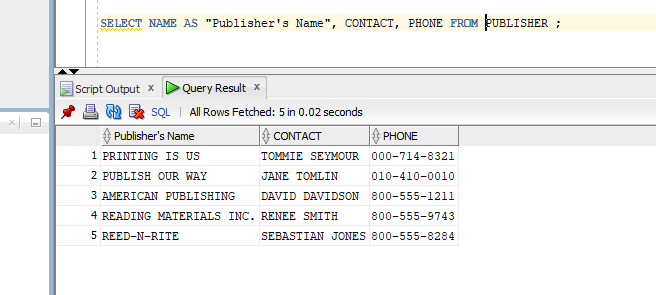 SELECT NAME AS "Publisher's Name", CONTACT, PHONE FROM PUBLISHER ;
Script Output x Query Result x
SQL | All Rows Fetched: 5 in 0.02 seconds
Publisher's Name CONTACT PHONE
1 PRINTING IS US TOMMIE SEYMOUR 000-714-8321
2 PUBLISH OUR WAY JANE TOMLIN 010-410-0010
3 AMERICAN PUBLISHING DAVID DAVIDSON 800-555-1211
4 READING MATERIALS INC. RENEE SMITH 800-555-9743
5 REED-N-RITE SEBASTIAN JONES 800-555-8284